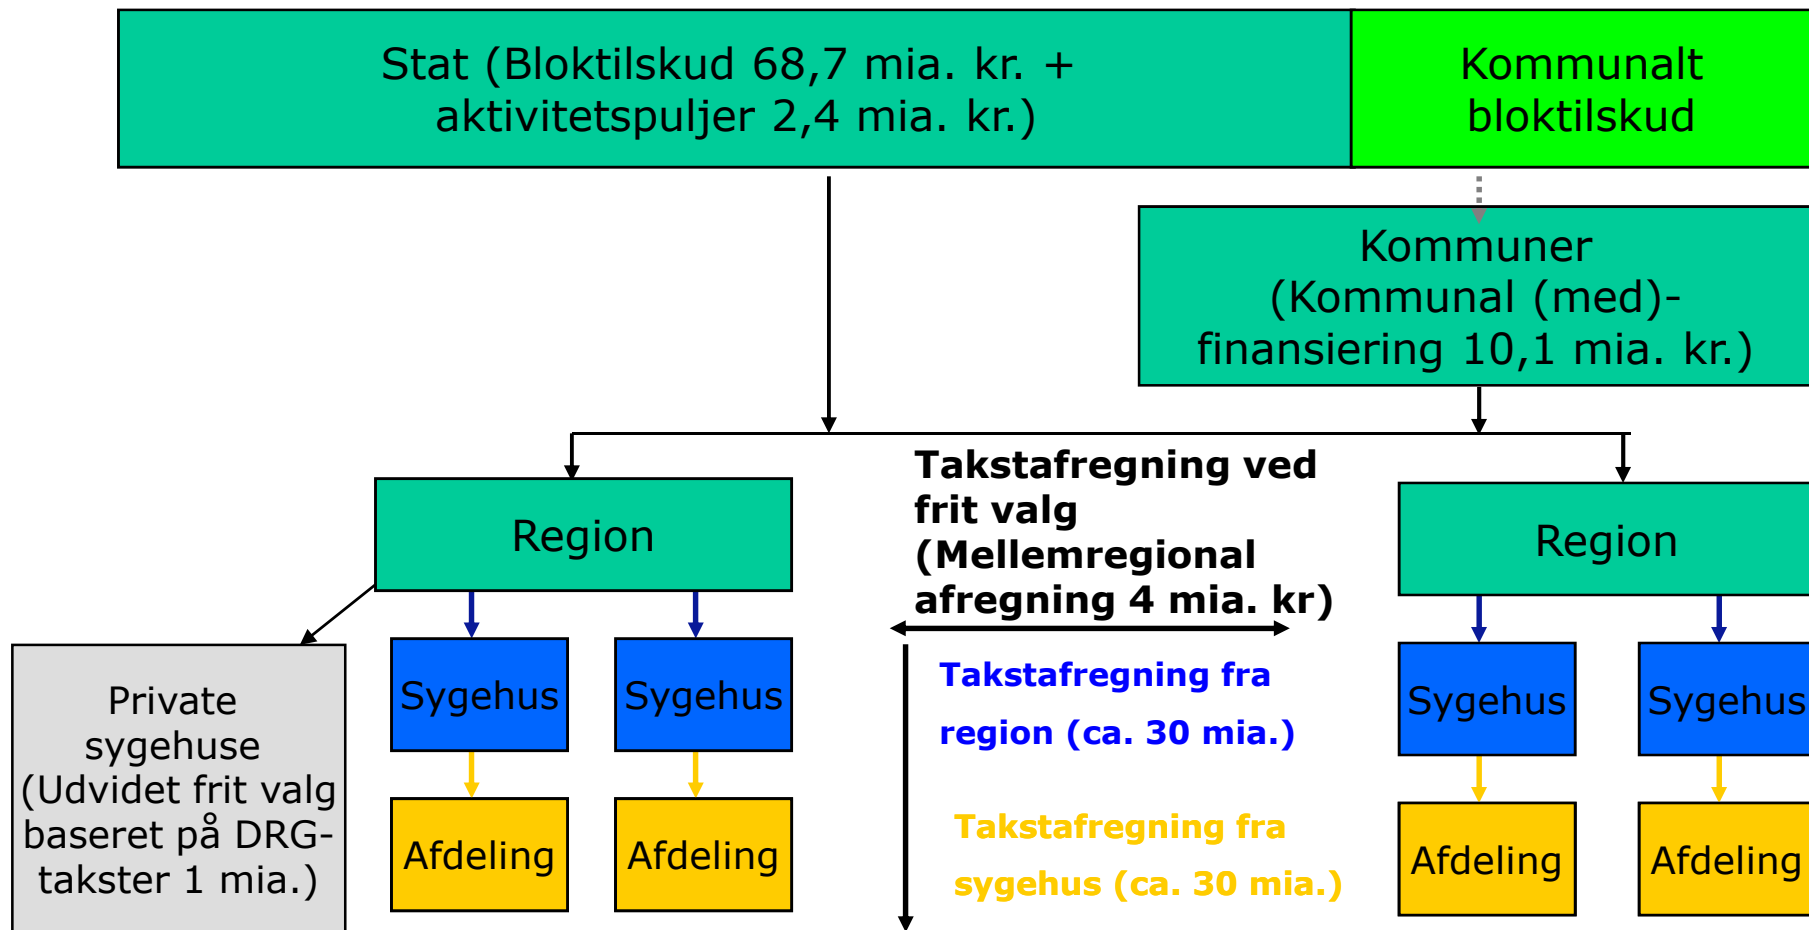 Stat (Bloktilskud 68,7 mia. kr. +
aktivitetspuljer 2,4 mia. kr.)
Kommunalt
bloktilskud
Kommuner
(Kommunal (med)-
finansiering 10,1 mia. kr.)
Takstafregning ved
frit valg
(Mellemregional
afregning 4 mia. kr)
Region
Region
Private
sygehuse
(Udvidet frit valg
baseret på DRG-
takster 1 mia.)
Sygehus
Sygehus
Takstafregning fra
region (ca. 30 mia.)
Sygehus
Sygehus
Afdeling
Afdeling
Takstafregning fra
sygehus (ca. 30 mia.)
Afdeling
Afdeling